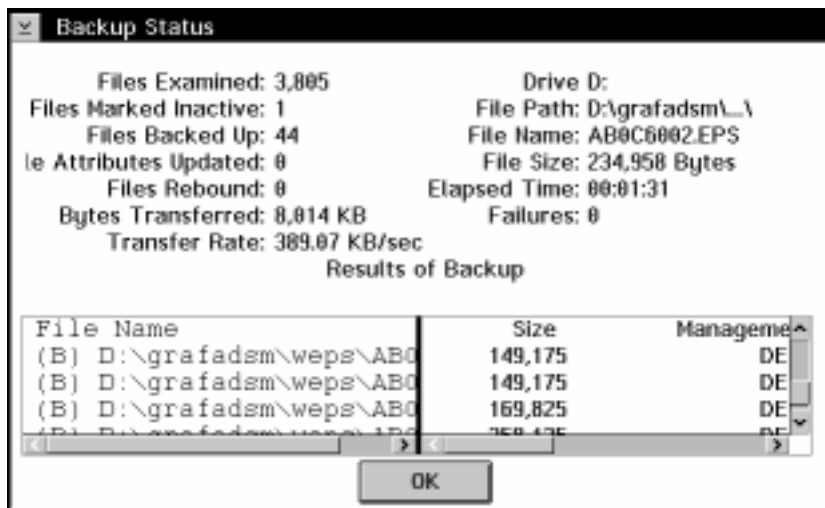 Backup Status
Files Examined: 3,805 Drive D:
Files Marked Inactive: 1 File Path: D:\grafadsm\...\
Files Backed Up: 44 File Name: AB0C6002.EPS
le Attributes Updated: 0 File Size: 234,958 Bytes
Files Rebound: 0 Elapsed Time: 00:01:31
Bytes Transferred: 8,014 KB Failures: 0
Transfer Rate: 389.07 KB/sec
Results of Backup
File Name Size Manageme
(B) D:\grafadsm\weps\AB0 149,175 DE
(B) D:\grafadsm\weps\AB0 149,175 DE
(B) D:\grafadsm\weps\AB0 169,825 DE
(B) D:\grafadsm\weps\AB0 DE
OK